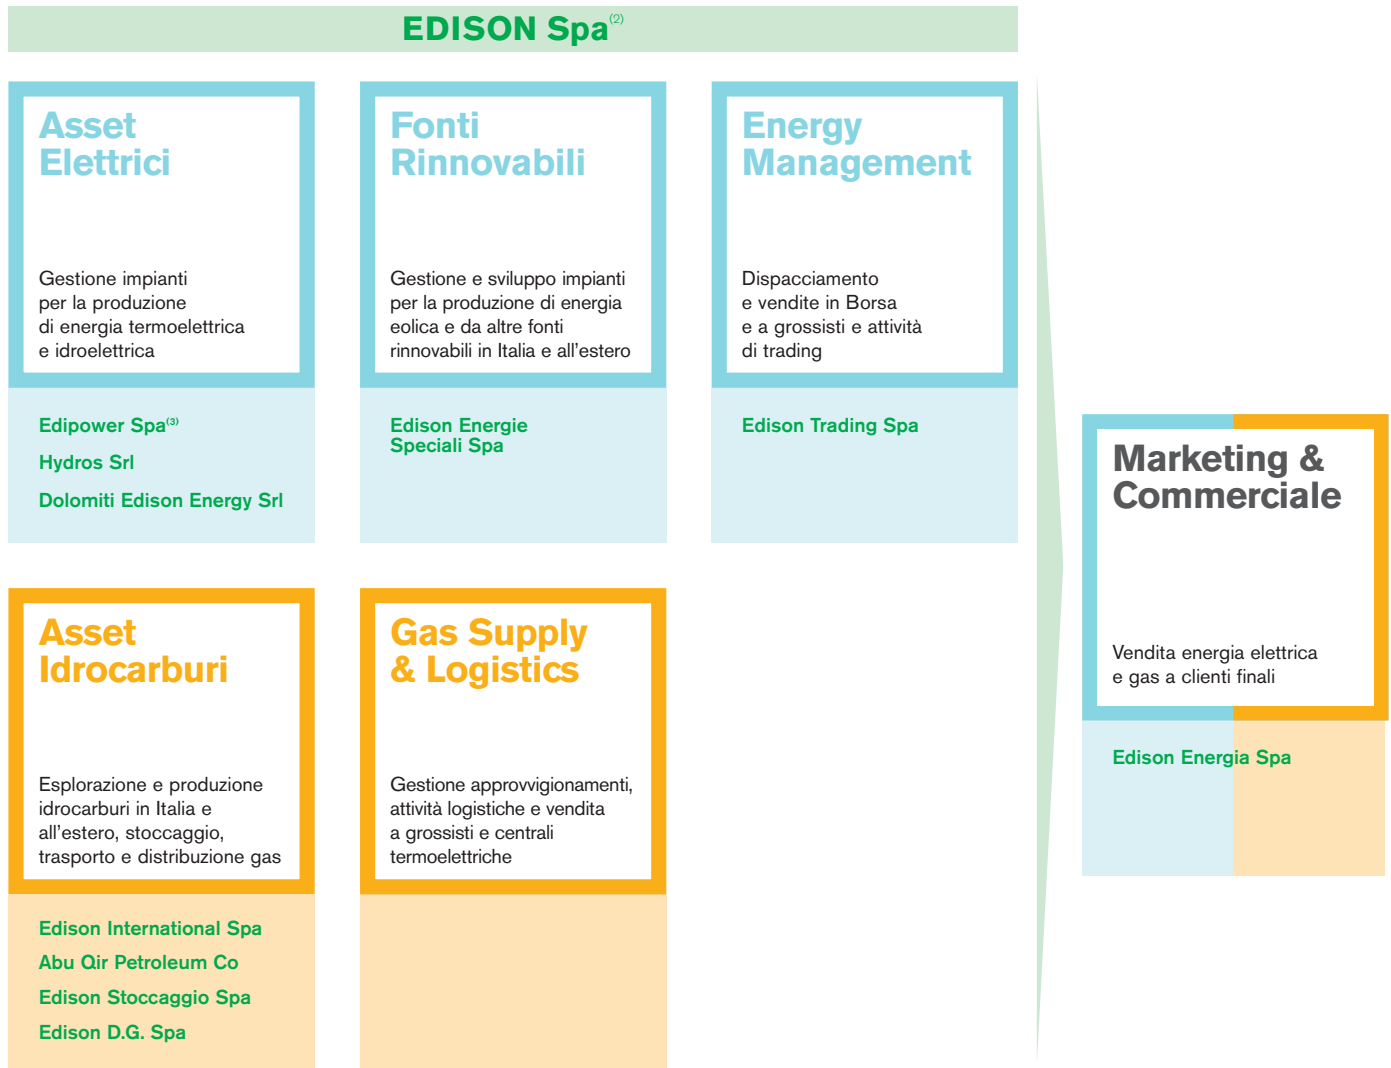 EDISON Spa(2)
Asset
Elettrici
Gestione impianti
per la produzione
di energia termoelettrica
e idroelettrica
Edipower Spa(3)
Hydros Srl
Dolomiti Edison Energy Srl
Fonti
Rinnovabili
Gestione e sviluppo impianti
per la produzione di energia
eolica e da altre fonti
rinnovabili in Italia e all'estero
Edison Energie
Speciali Spa
Energy
Management
Dispacciamento
e vendite in Borsa
e a grossisti e attività
di trading
Edison Trading Spa
Asset
Idrocarburi
Esplorazione e produzione
idrocarburi in Italia e
all'estero, stoccaggio,
trasporto e distribuzione gas
Edison International Spa
Abu Qir Petroleum Co
Edison Stoccaggio Spa
Edison D.G. Spa
Gas Supply
& Logistics
Gestione approvvigionamenti,
attività logistiche e vendita
a grossisti e centrali
termoelettriche
Marketing &
Commerciale
Vendita energia elettrica
e gas a clienti finali
Edison Energia Spa